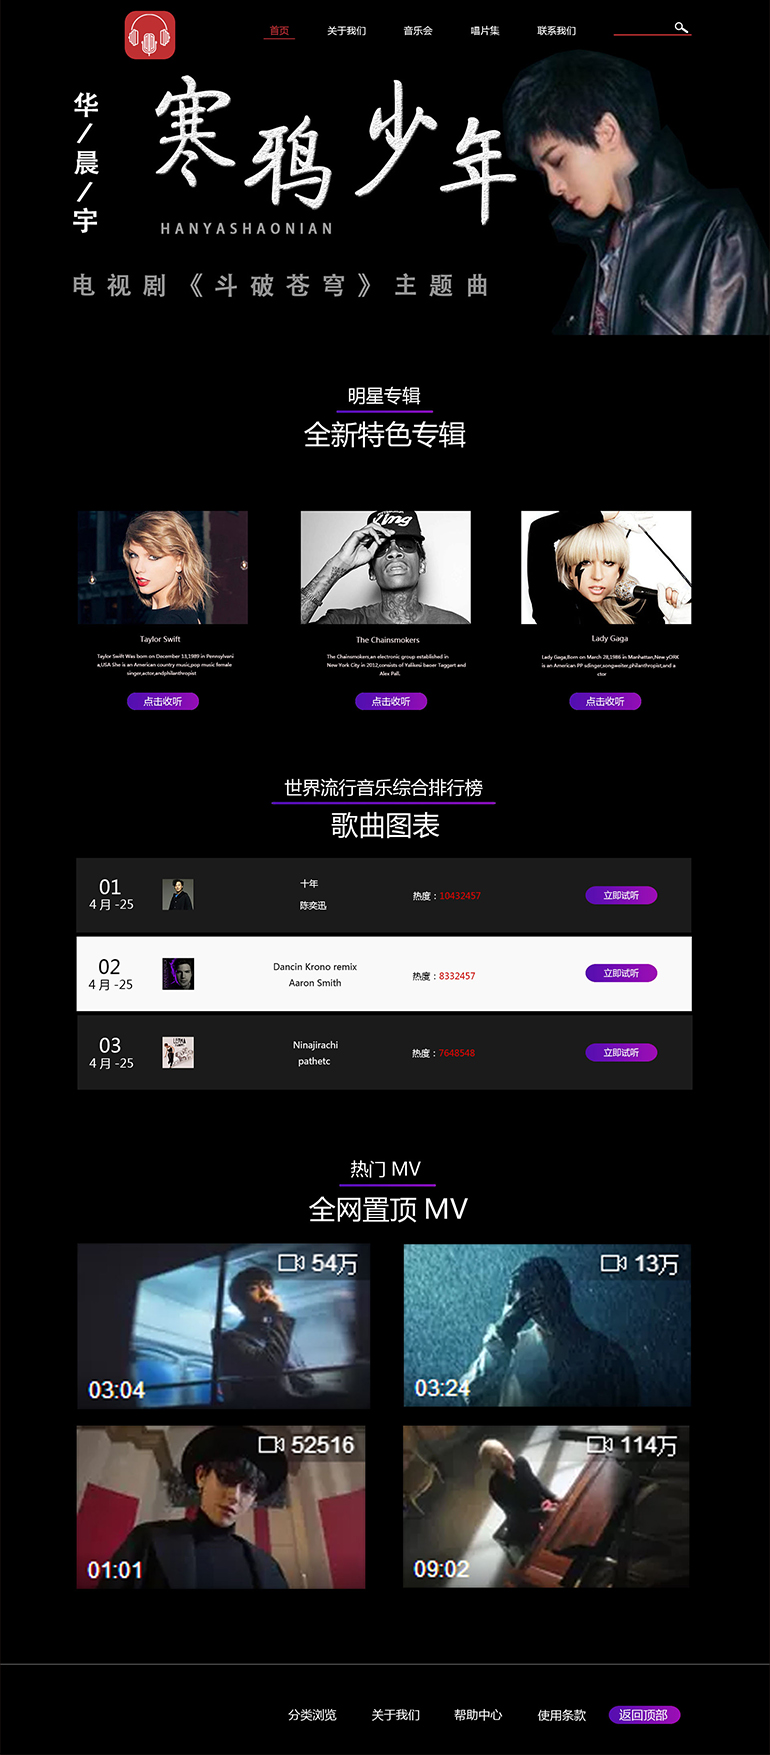 首页 关于我们 音乐会 唱片集 联系我们
华/晨/宇
寒鸦少年
HANYASHAONIAN
电视剧《斗破苍穹》主题曲
明星专辑
全新特色专辑
King
Taylor Swift
Taylor Swift Was born on December 13,1989 in Pennsylvani
a,USA She is an American country music,pop music female
singer,actor,andphilanthropist
点击收听
The Chainsmokers
The Chainsmokers,an electronic group established in
New York City in 2012,consists of Yalikesi baoer Taggart and
Alex Pall.
点击收听
Lady Gaga
Lady Gaga,Born on March 28,1986 in Manhattan,New yORK
is an American PP sdinger,songwaiter,philanthropist,and a
ctor
点击收听
世界流行音乐综合排行榜
歌曲图表
01
4 月 -25
十年
陈奕迅
热度：10432457
立即试听
02
4 月 -25
Dancin Krono remix
Aaron Smith
热度：8332457
立即试听
03
4 月 -25
Ninajirachi
pathetc
热度：7648548
立即试听
热门 MV
全网置顶 MV
54万
03:04
13万
03:24
52516
01:01
114万
09:02
分类浏览 关于我们 帮助中心 使用条款 返回顶部